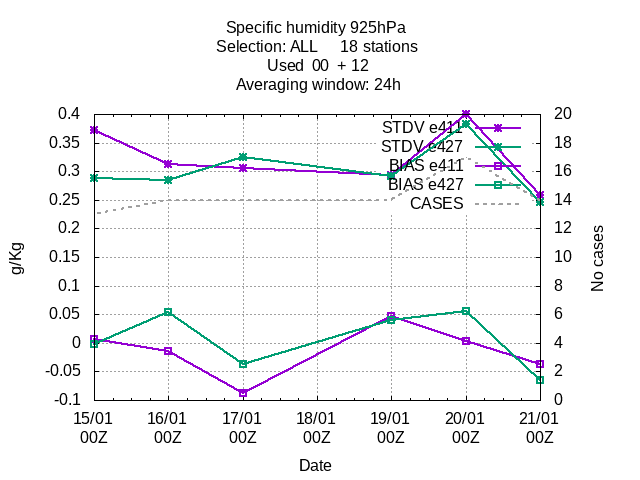 Specific humidity 925hPa
Selection: ALL     18 stations
Used  00  + 12
Averaging window: 24h
STDV e411
STDV e427
BIAS e411
BIAS e427
CASES
0.4
0.35
0.3
0.25
0.2
0.15
0.1
0.05
0
-0.05
-0.1
20
18
16
14
12
10
8
6
4
2
0
g/Kg
No cases
15/01 16/01 17/01 18/01 19/01 20/01 21/01
00Z 00Z 00Z 00Z 00Z 00Z 00Z
Date